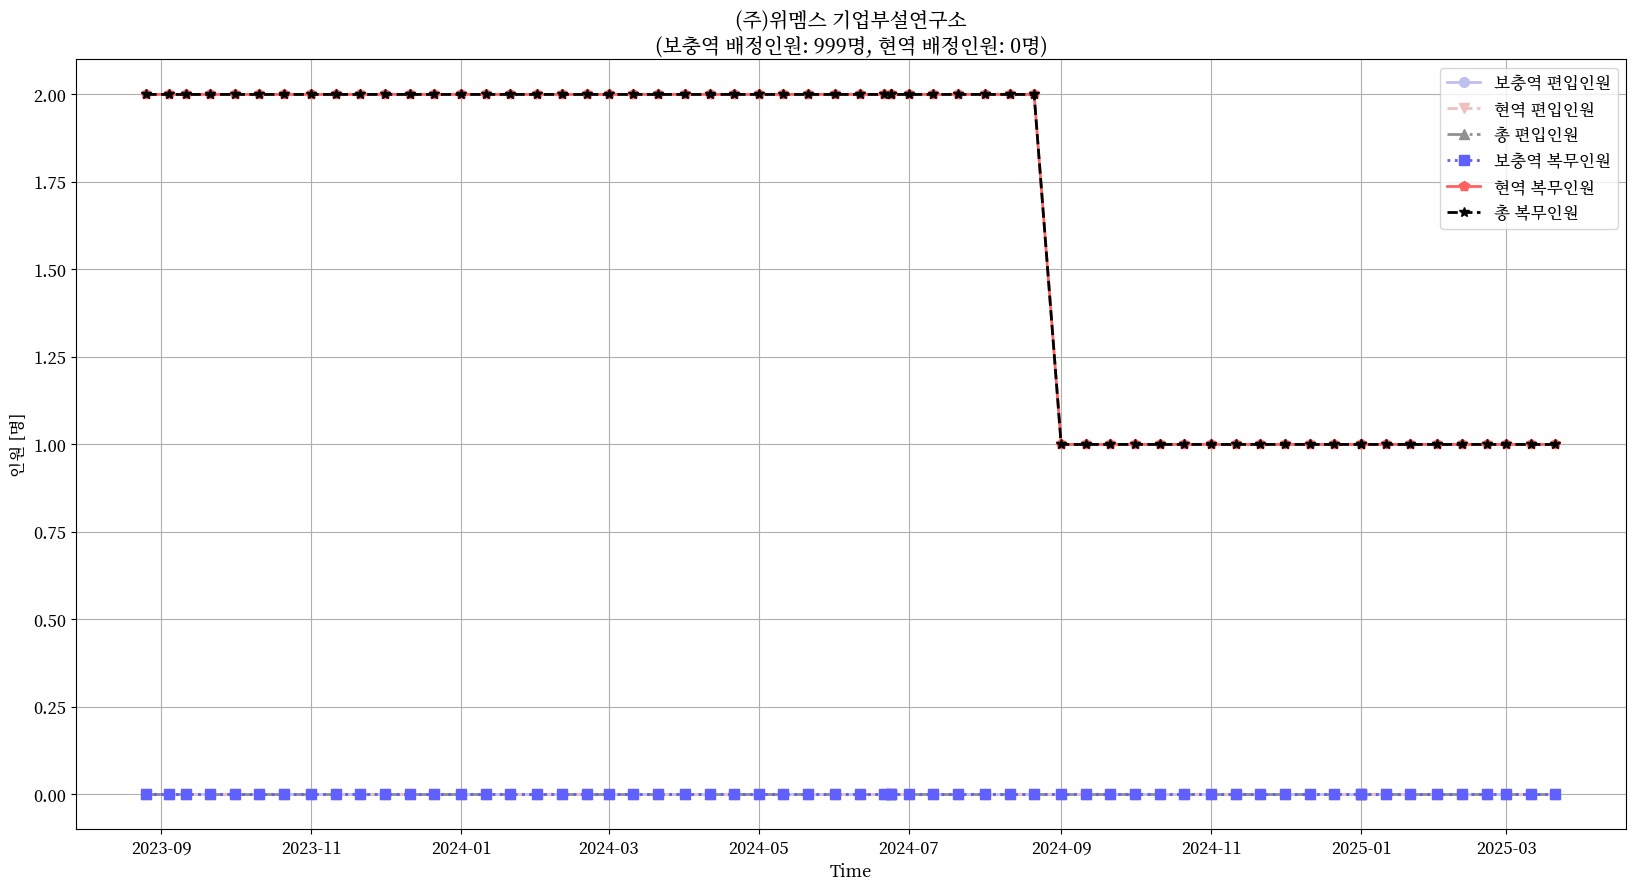 (주)위멤스 기업부설연구소
(보충역 배정인원: 999명, 현역 배정인원: 0명)
보충역 편입인원
현역 편입인원
총 편입인원
보충역 복무인원
현역 복무인원
총 복무인원
인원 [명]
2.00
1.75
1.50
1.25
1.00
0.75
0.50
0.25
0.00
2023-09
2023-11
2024-01
2024-03
2024-05
2024-07
2024-09
2024-11
2025-01
2025-03
Time